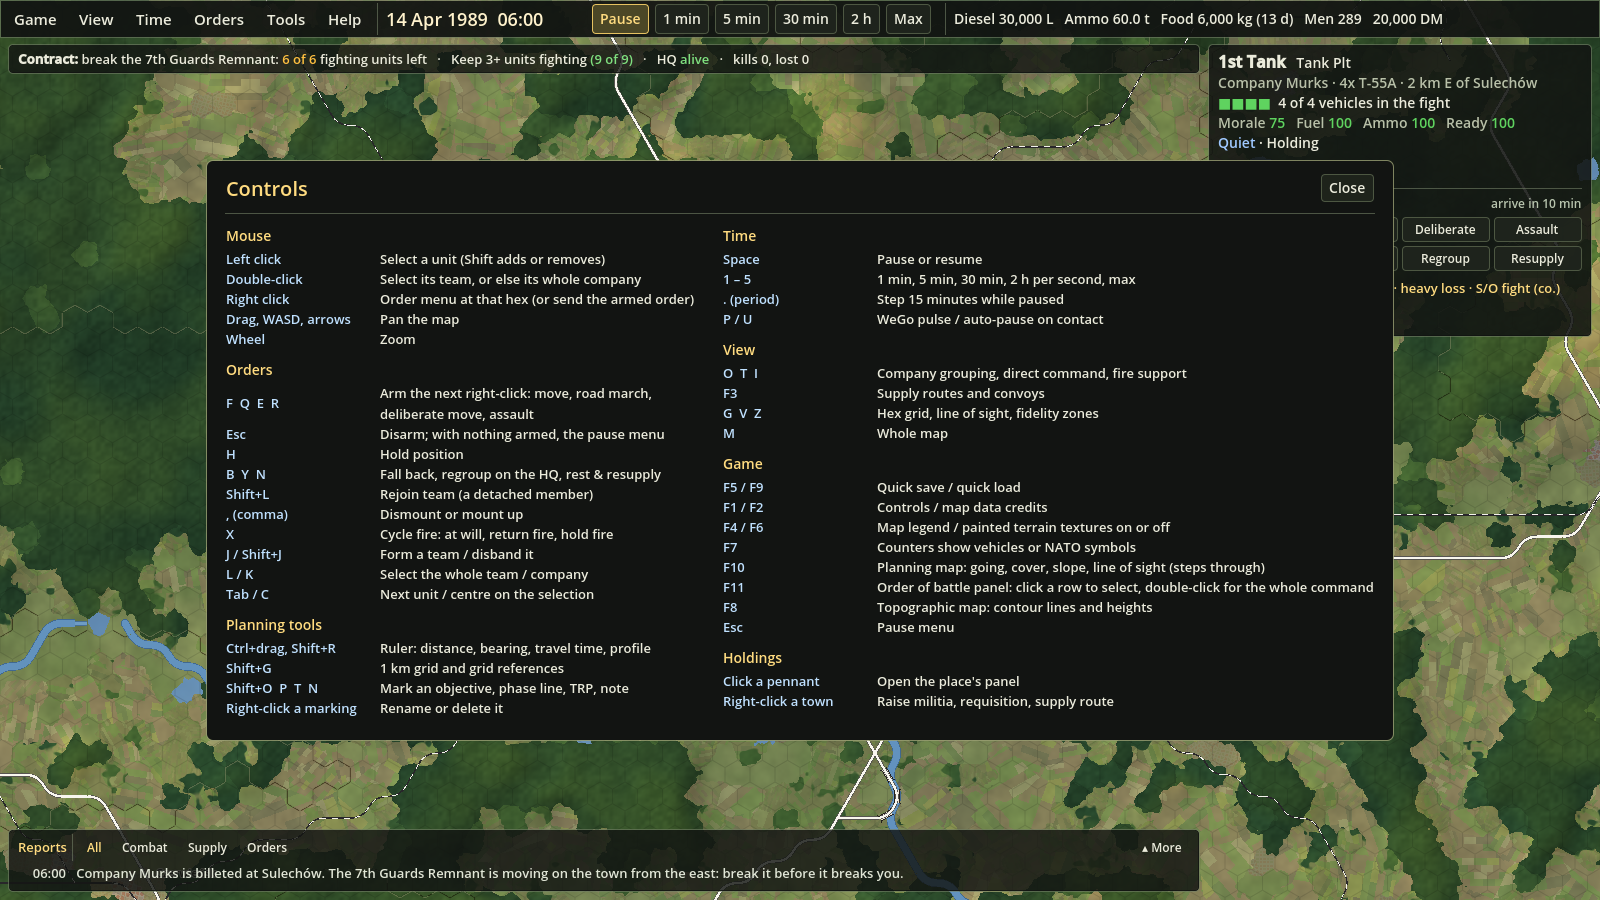 Game View Time Orders Tools Help 14 Apr 1989 06:00 Pause 1 min 5 min 30 min 2 h Max Diesel 30,000 L Ammo 60.0 t Food 6,000 kg (13 d) Men 289 20,000 DM
Contract: break the 7th Guards Remnant: 6 of 6 fighting units left · Keep 3+ units fighting (9 of 9) · HQ alive · kills 0, lost 0
1st Tank Tank Plt
Company Murks · 4x T-55A · 2 km E of Sulechów
4 of 4 vehicles in the fight
Morale 75 Fuel 100 Ammo 100 Ready 100
Quiet · Holding
arrive in 10 min
Deliberate Assault
Regroup Resupply
· heavy loss · S/O fight (co.)
Controls Close
Mouse
Left click Select a unit (Shift adds or removes)
Double-click Select its team, or else its whole company
Right click Order menu at that hex (or send the armed order)
Drag, WASD, arrows Pan the map
Wheel Zoom
Orders
F Q E R Arm the next right-click: move, road march,
deliberate move, assault
Esc Disarm; with nothing armed, the pause menu
H Hold position
B Y N Fall back, regroup on the HQ, rest & resupply
Shift+L Rejoin team (a detached member)
, (comma) Dismount or mount up
X Cycle fire: at will, return fire, hold fire
J / Shift+J Form a team / disband it
L / K Select the whole team / company
Tab / C Next unit / centre on the selection
Planning tools
Ctrl+drag, Shift+R Ruler: distance, bearing, travel time, profile
Shift+G 1 km grid and grid references
Shift+O P T N Mark an objective, phase line, TRP, note
Right-click a marking Rename or delete it
Time
Space Pause or resume
1 – 5 1 min, 5 min, 30 min, 2 h per second, max
. (period) Step 15 minutes while paused
P / U WeGo pulse / auto-pause on contact
View
O T I Company grouping, direct command, fire support
F3 Supply routes and convoys
G V Z Hex grid, line of sight, fidelity zones
M Whole map
Game
F5 / F9 Quick save / quick load
F1 / F2 Controls / map data credits
F4 / F6 Map legend / painted terrain textures on or off
F7 Counters show vehicles or NATO symbols
F10 Planning map: going, cover, slope, line of sight (steps through)
F11 Order of battle panel: click a row to select, double-click for the whole command
F8 Topographic map: contour lines and heights
Esc Pause menu
Holdings
Click a pennant Open the place's panel
Right-click a town Raise militia, requisition, supply route
Reports All Combat Supply Orders ▴ More
06:00 Company Murks is billeted at Sulechów. The 7th Guards Remnant is moving on the town from the east: break it before it breaks you.